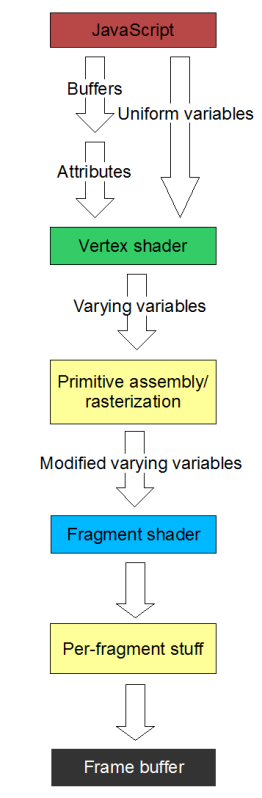 JavaScript
Buffers
Uniform variables
Attributes
Vertex shader
Varying variables
Primitive assembly/
rasterization
Modified varying variables
Fragment shader
Per-fragment stuff
Frame buffer